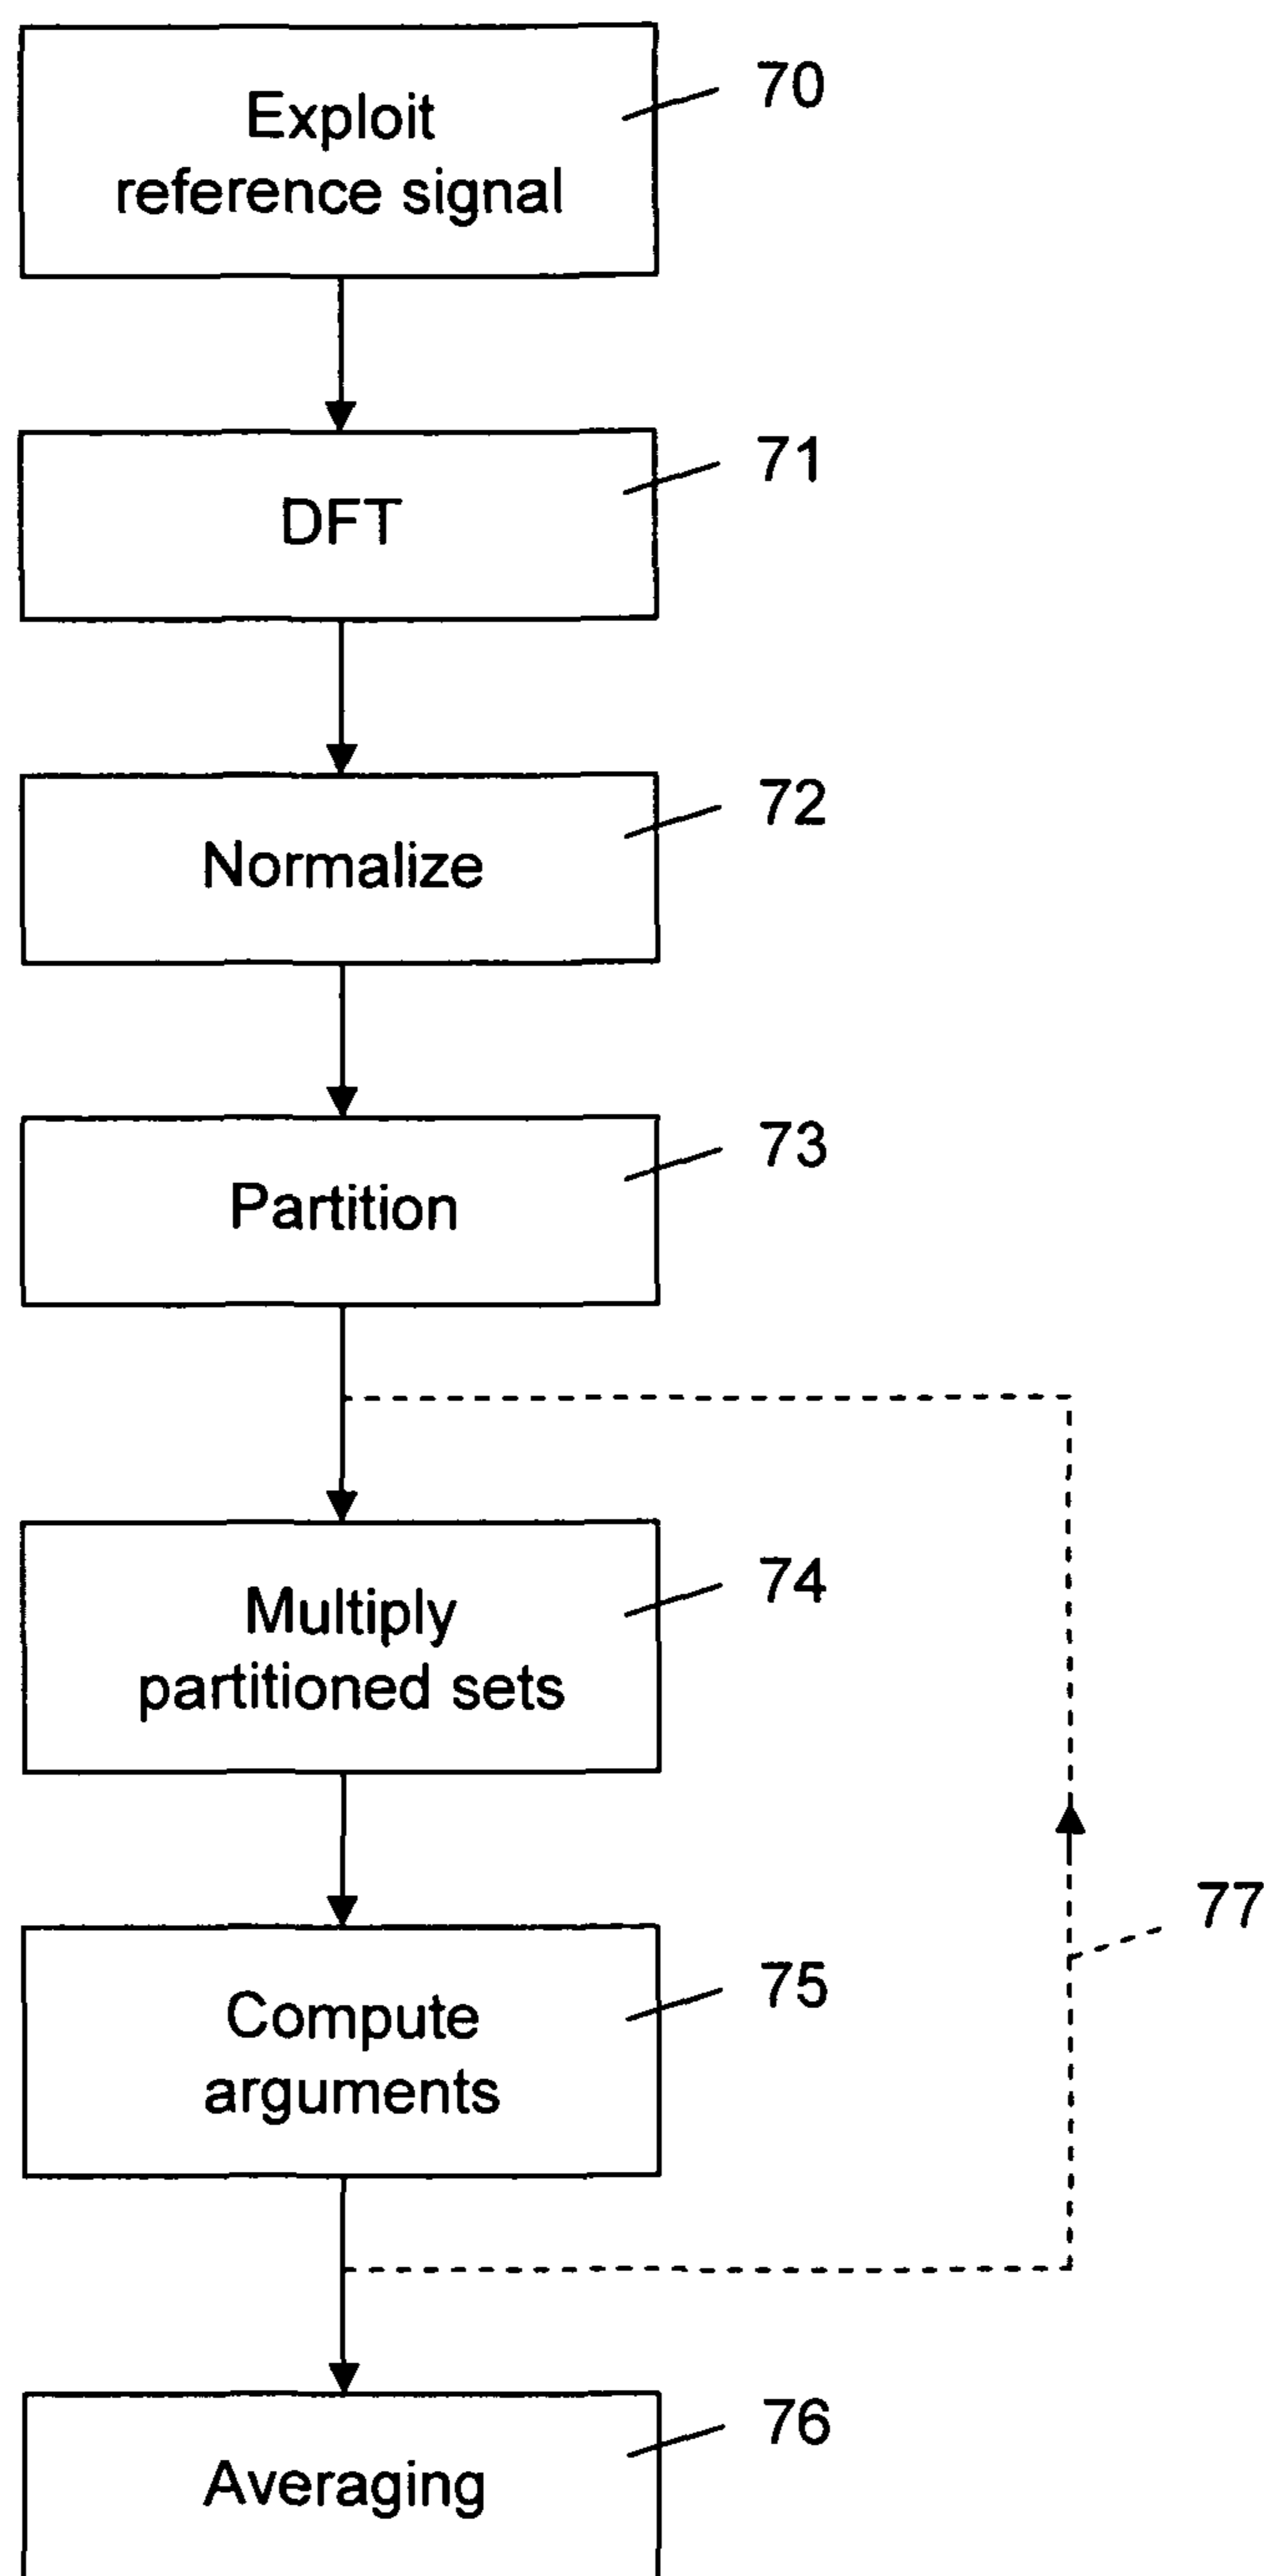 Exploit
reference signal
70
DFT
71
Normalize
72
Partition
73
Multiply
partitioned sets
74
Compute
arguments
75
77
Averaging
76